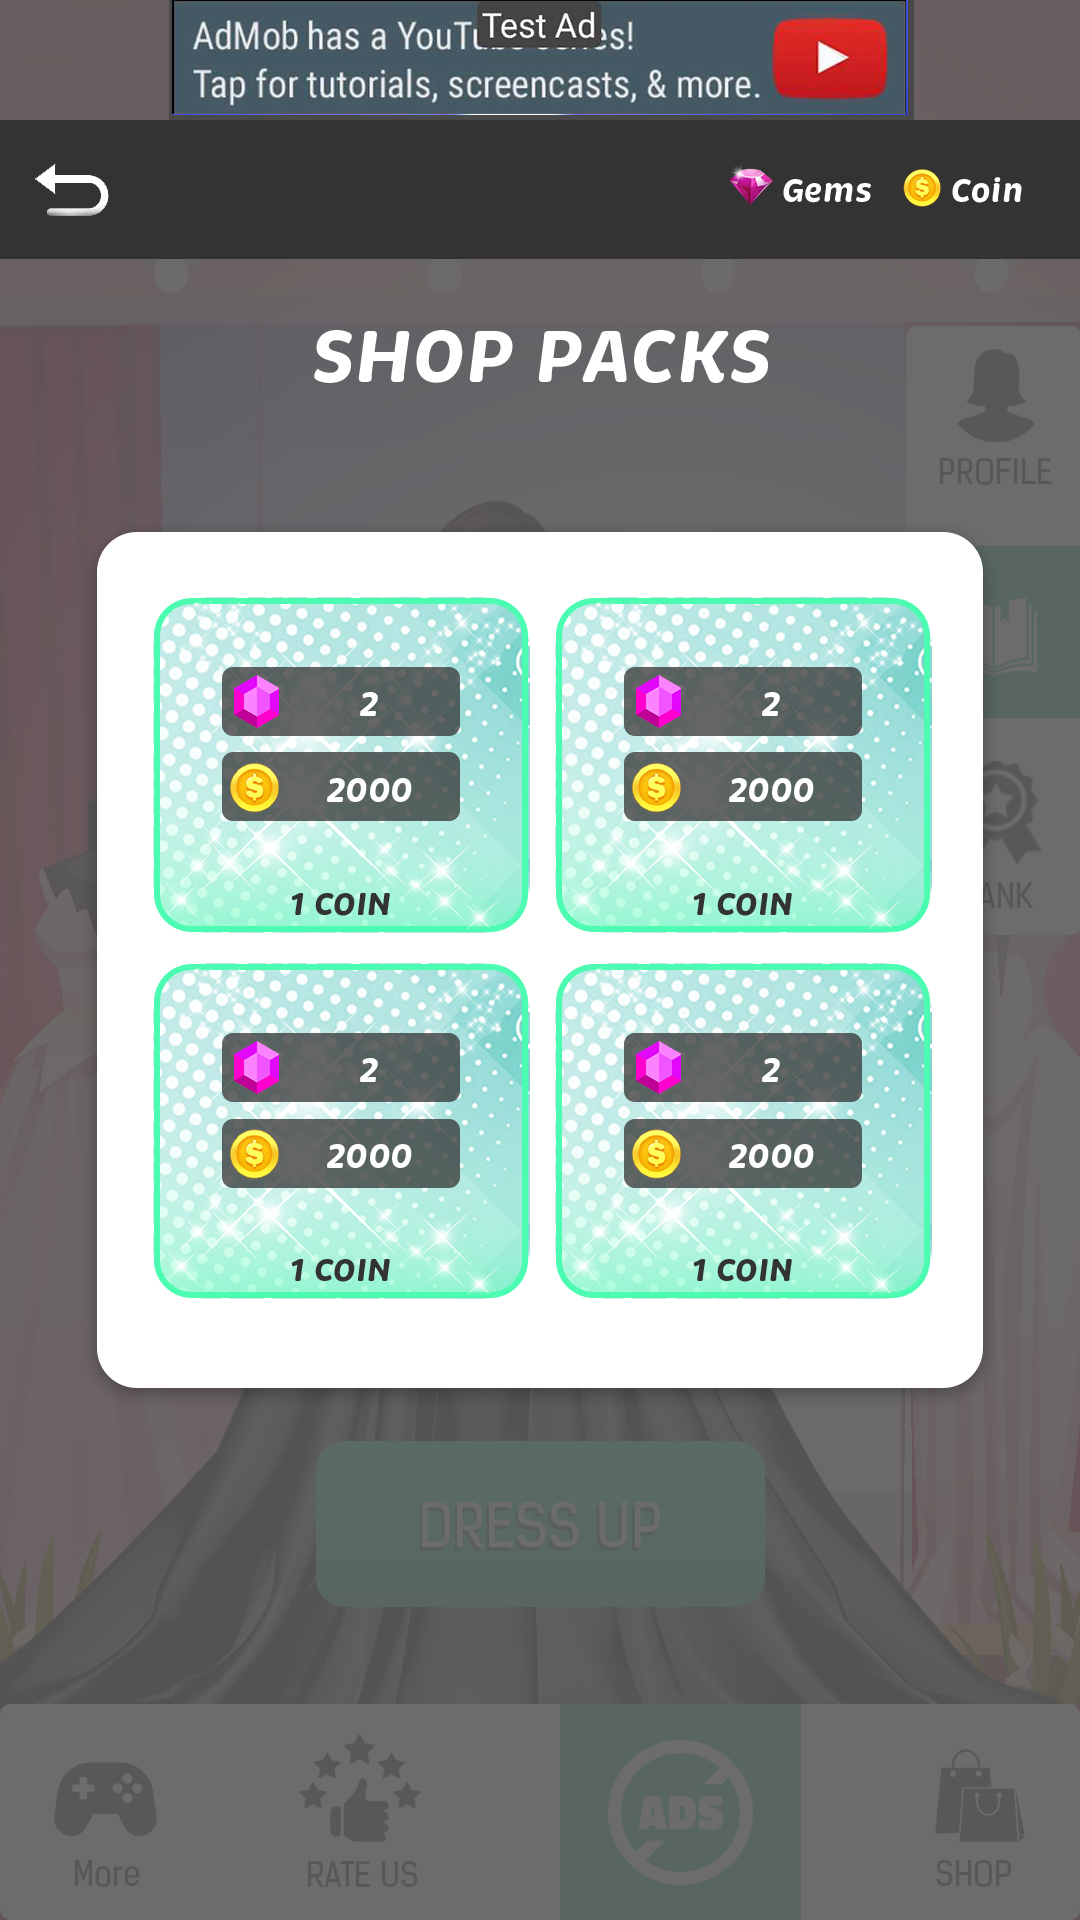 AdMob has a YouTube series!
Test Ad
Tap for tutorials, screencasts, & more.
Gems
Coin
SHOP PACKS
PROFILE
2
2000
1 COIN
2
2000
1 COIN
ANK
2
2000
1 COIN
2
2000
1 COIN
DRESS UP
More
RATE US
ADS
SHOP